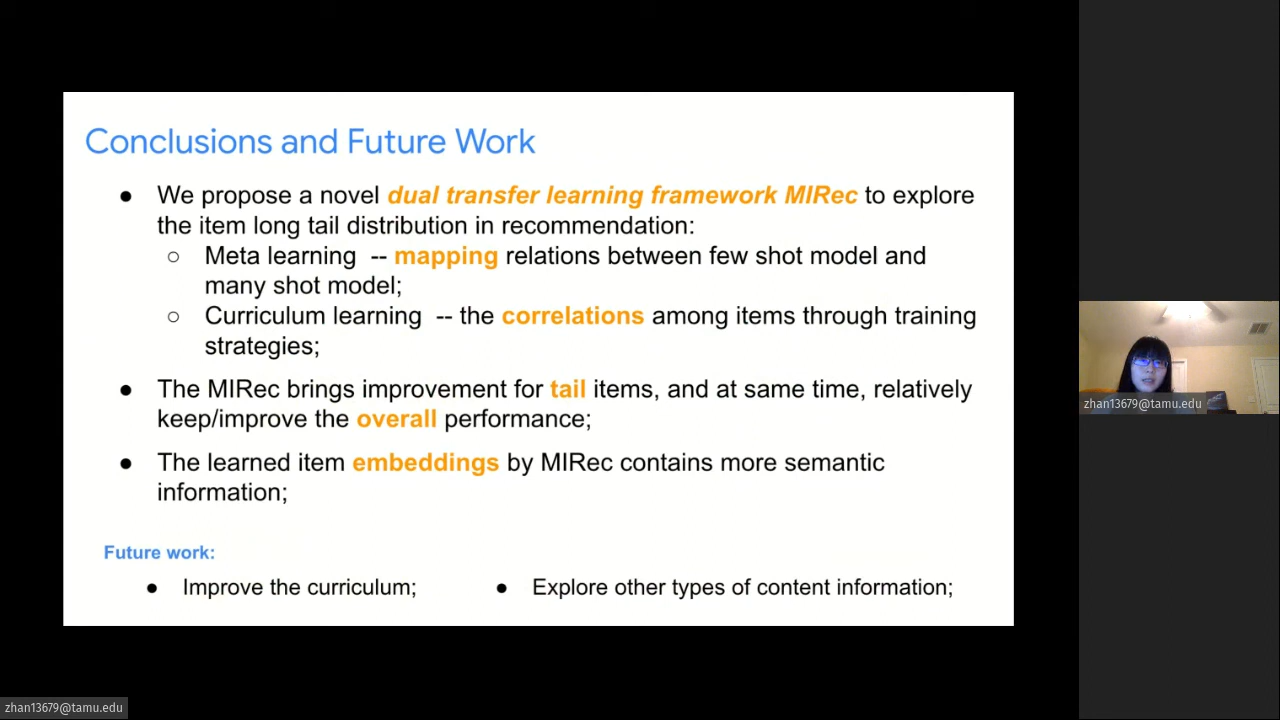 Conclusions and Future Work
● We propose a novel dual transfer learning framework MIRec to explore
the item long tail distribution in recommendation:
○ Meta learning -- mapping relations between few shot model and
many shot model;
○ Curriculum learning -- the correlations among items through training
strategies;
● The MIRec brings improvement for tail items, and at same time, relatively
keep/improve the overall performance;
● The learned item embeddings by MIRec contains more semantic
information;
Future work:
● Improve the curriculum;
● Explore other types of content information;
zhan13679@tamu.edu
zhan13679@tamu.edu